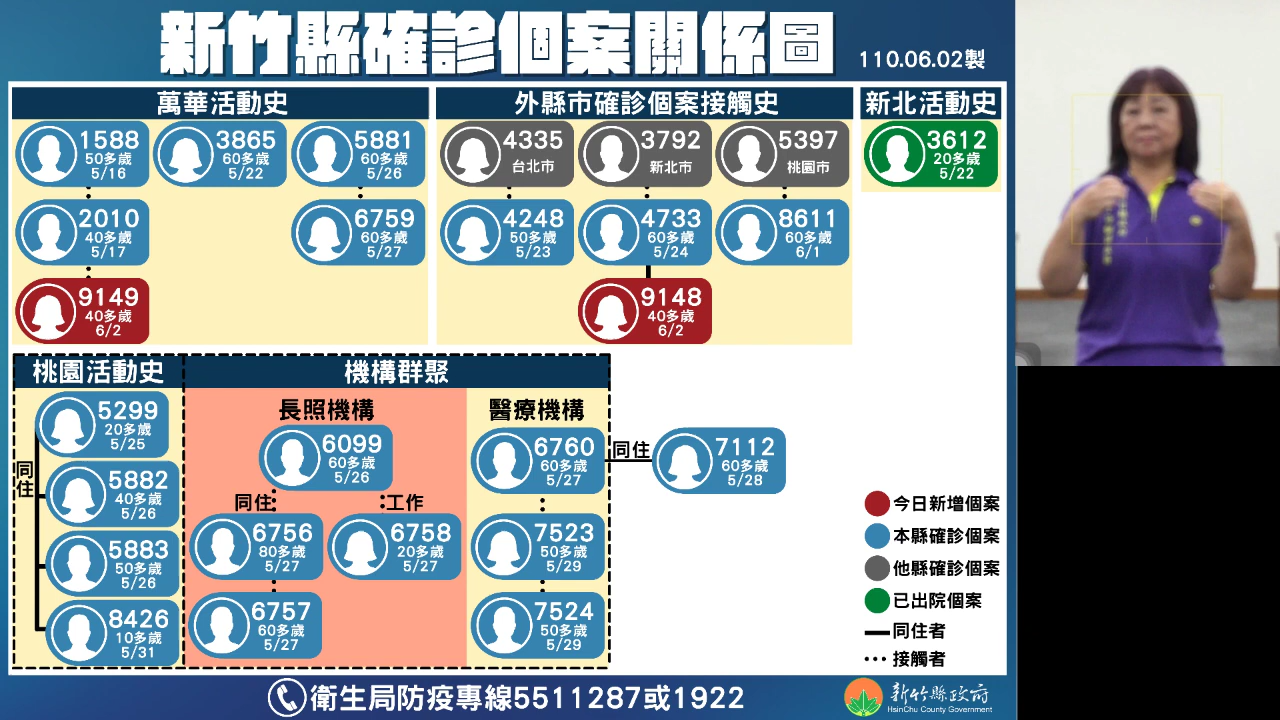 新竹縣確診個案關係圖
110.06.02製
萬華活動史
1588
50多歲
5/16
3865
60多歲
5/22
5881
60多歲
5/26
2010
40多歲
5/17
6759
60多歲
5/27
9149
40多歲
6/2
外縣市確診個案接觸史
4335
台北市
3792
新北市
5397
桃園市
4248
50多歲
5/23
4733
60多歲
5/24
8611
60多歲
6/1
9148
40多歲
6/2
新北活動史
3612
20多歲
5/22
桃園活動史
5299
20多歲
5/25
同住
5882
40多歲
5/26
5883
50多歲
5/26
8426
10多歲
5/31
機構群聚
長照機構
6099
60多歲
5/26
同住
工作
6756
80多歲
5/27
6758
20多歲
5/27
6757
60多歲
5/27
醫療機構
6760
60多歲
5/27
同住
7112
60多歲
5/28
7523
50多歲
5/29
7524
50多歲
5/29
今日新增個案
本縣確診個案
他縣確診個案
已出院個案
同住者
接觸者
衛生局防疫專線5511287或1922
新竹縣政府
HsinChu County Government